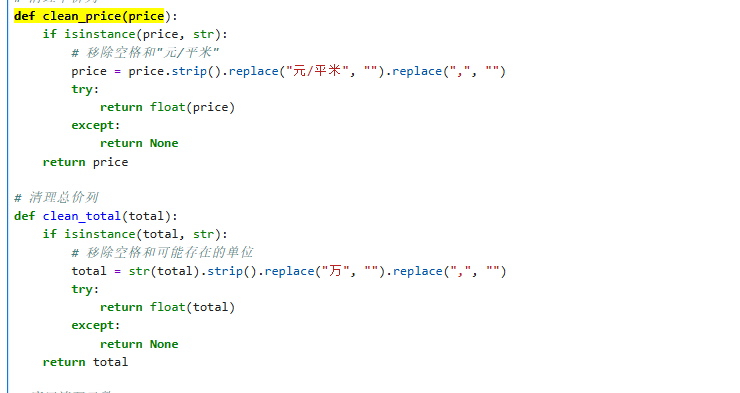 def clean_price(price):
    if isinstance(price, str):
        # 移除空格和"元/平米"
        price = price.strip().replace("元/平米", "").replace(",", "")
        try:
            return float(price)
        except:
            return None
    return price
# 清理总价列
def clean_total(total):
    if isinstance(total, str):
        # 移除空格和可能存在的单位
        total = str(total).strip().replace("万", "").replace(",", "")
        try:
            return float(total)
        except:
            return None
    return total